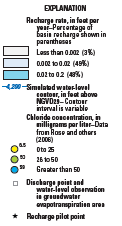 EXPLANATION
Recharge rate, in feet per
year—Percentage of
basin recharge shown in
parentheses
Less than 0.002 (3%)
0.002 to 0.02 (49%)
0.02 to 0.2 (48%)
Simulated water-level
contour, in feet above
NGVD29—Contour
interval is variable
Chloride concentration, in
milligrams per liter—Data
from Rose and others
(2006)
0 to 25
26 to 50
Greater than 50
Discharge point and
water-level observation
in groundwater
evapotranspiration area
Recharge pilot point